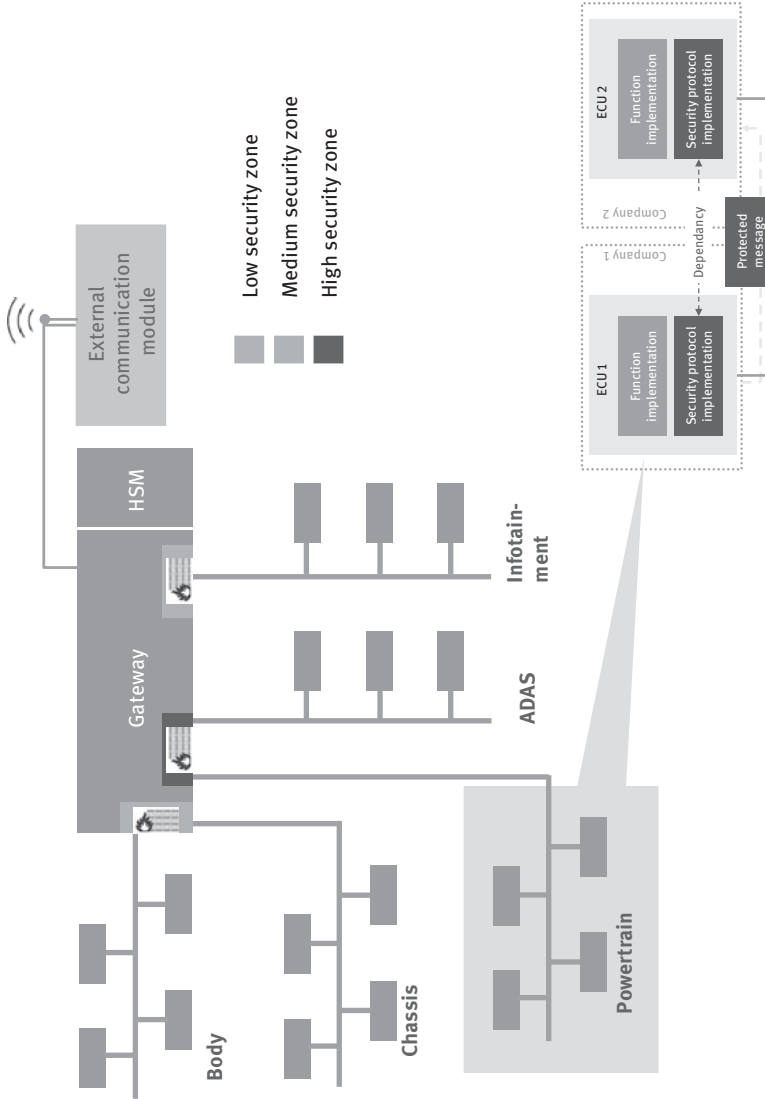 External
communication
module
HSM
Gateway
Low security zone
Medium security zone
High security zone
Infotain-
ment
ADAS
Body
Chassis
Powertrain
ECU 1
Function
implementation
Security protocol
implementation
Company 1
Dependancy
Company 2
ECU 2
Function
implementation
Security protocol
implementation
Protected
message